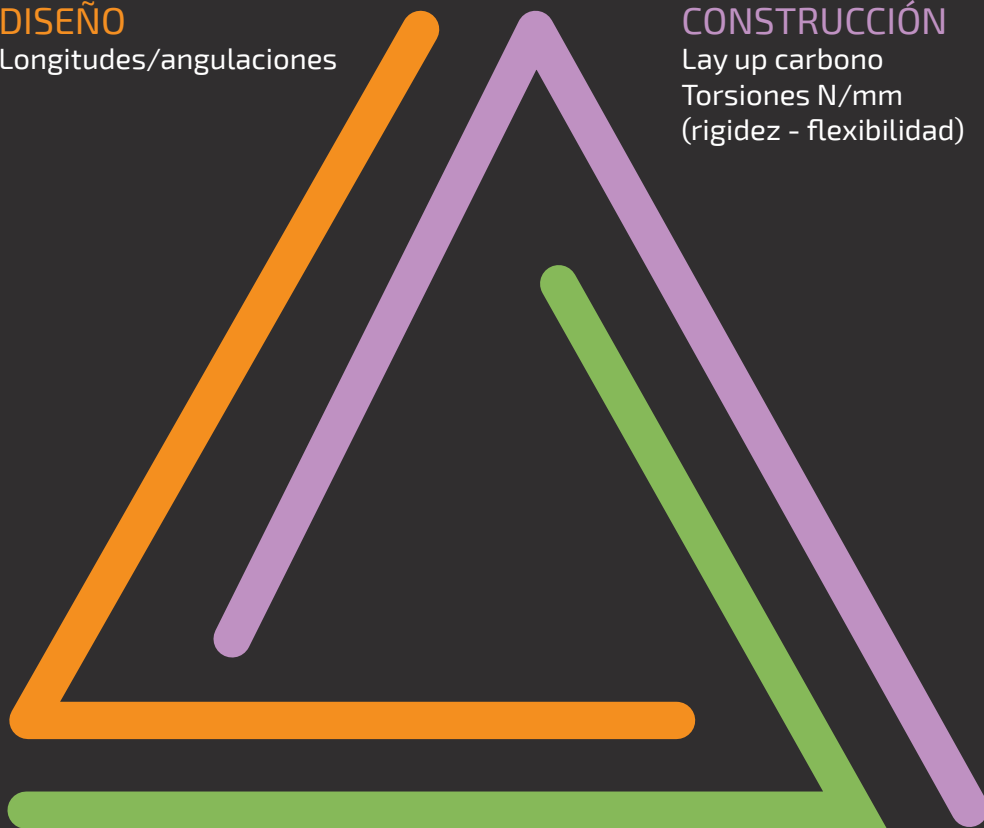 DISEÑO
Longitudes/angulaciones
CONSTRUCCIÓN
Lay up carbono
Torsiones N/mm
(rigidez - flexibilidad)